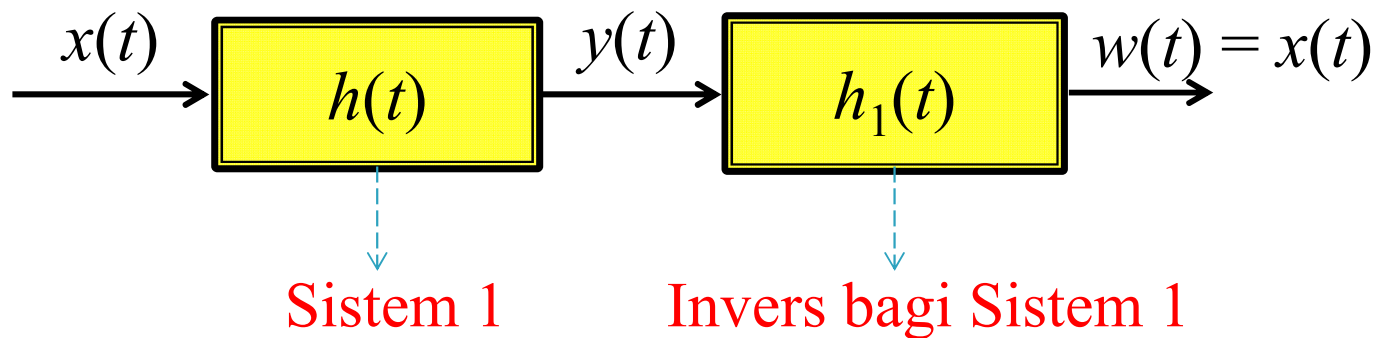 x(t) y(t) w(t) = x(t)
h(t) h₁(t)
Sistem 1 Invers bagi Sistem 1